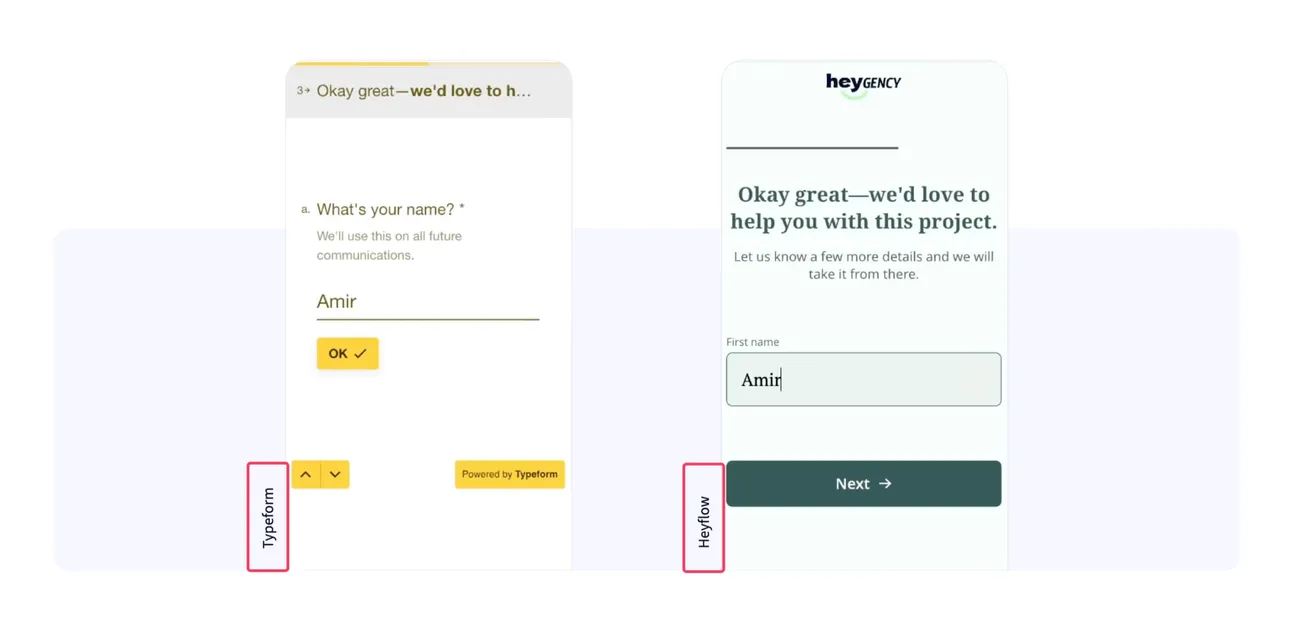 3→ Okay great—we'd love to h...
a. What's your name? *
We'll use this on all future
communications.
Amir
OK ✓
Powered by Typeform
Typeform
heyGENCY
Okay great—we'd love to
help you with this project.
Let us know a few more details and we will
take it from there.
First name
Amir
Next →
Heyflow